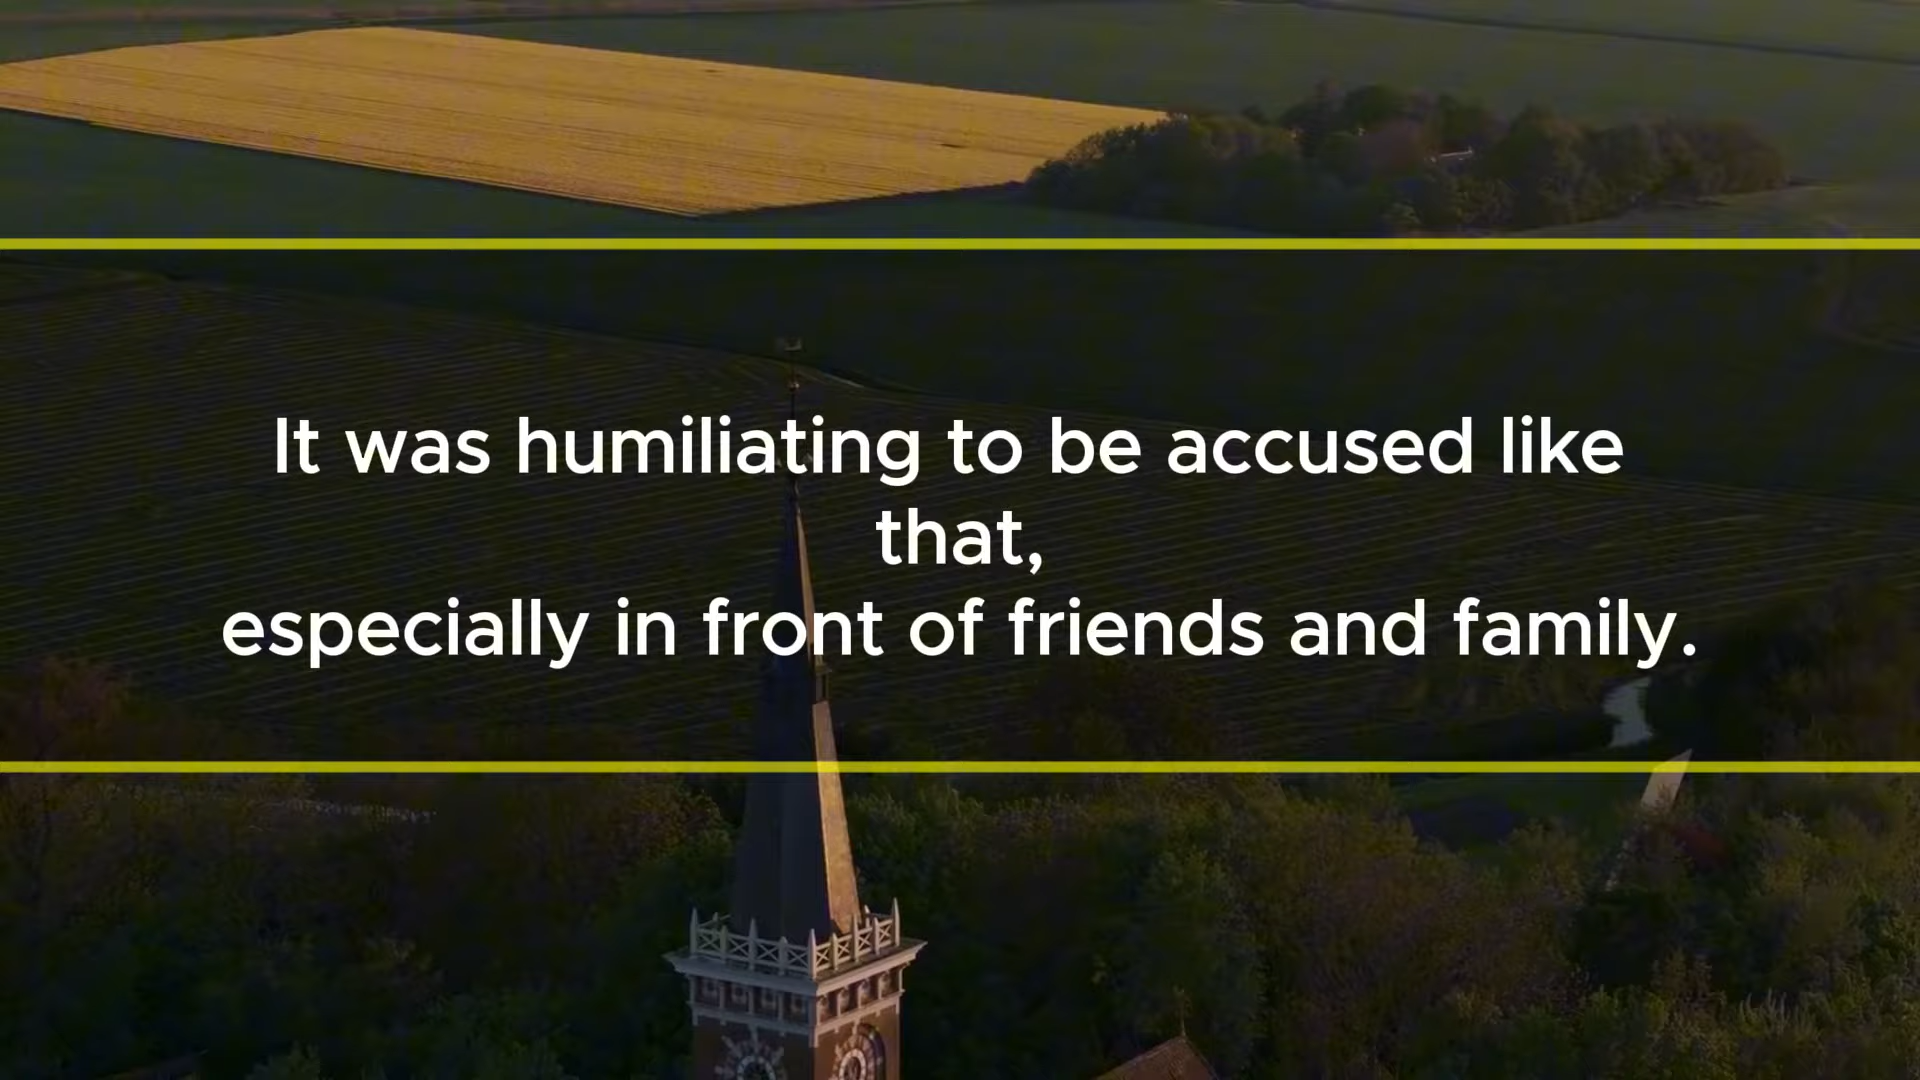 It was humiliating to be accused like
that,
especially in front of friends and family.